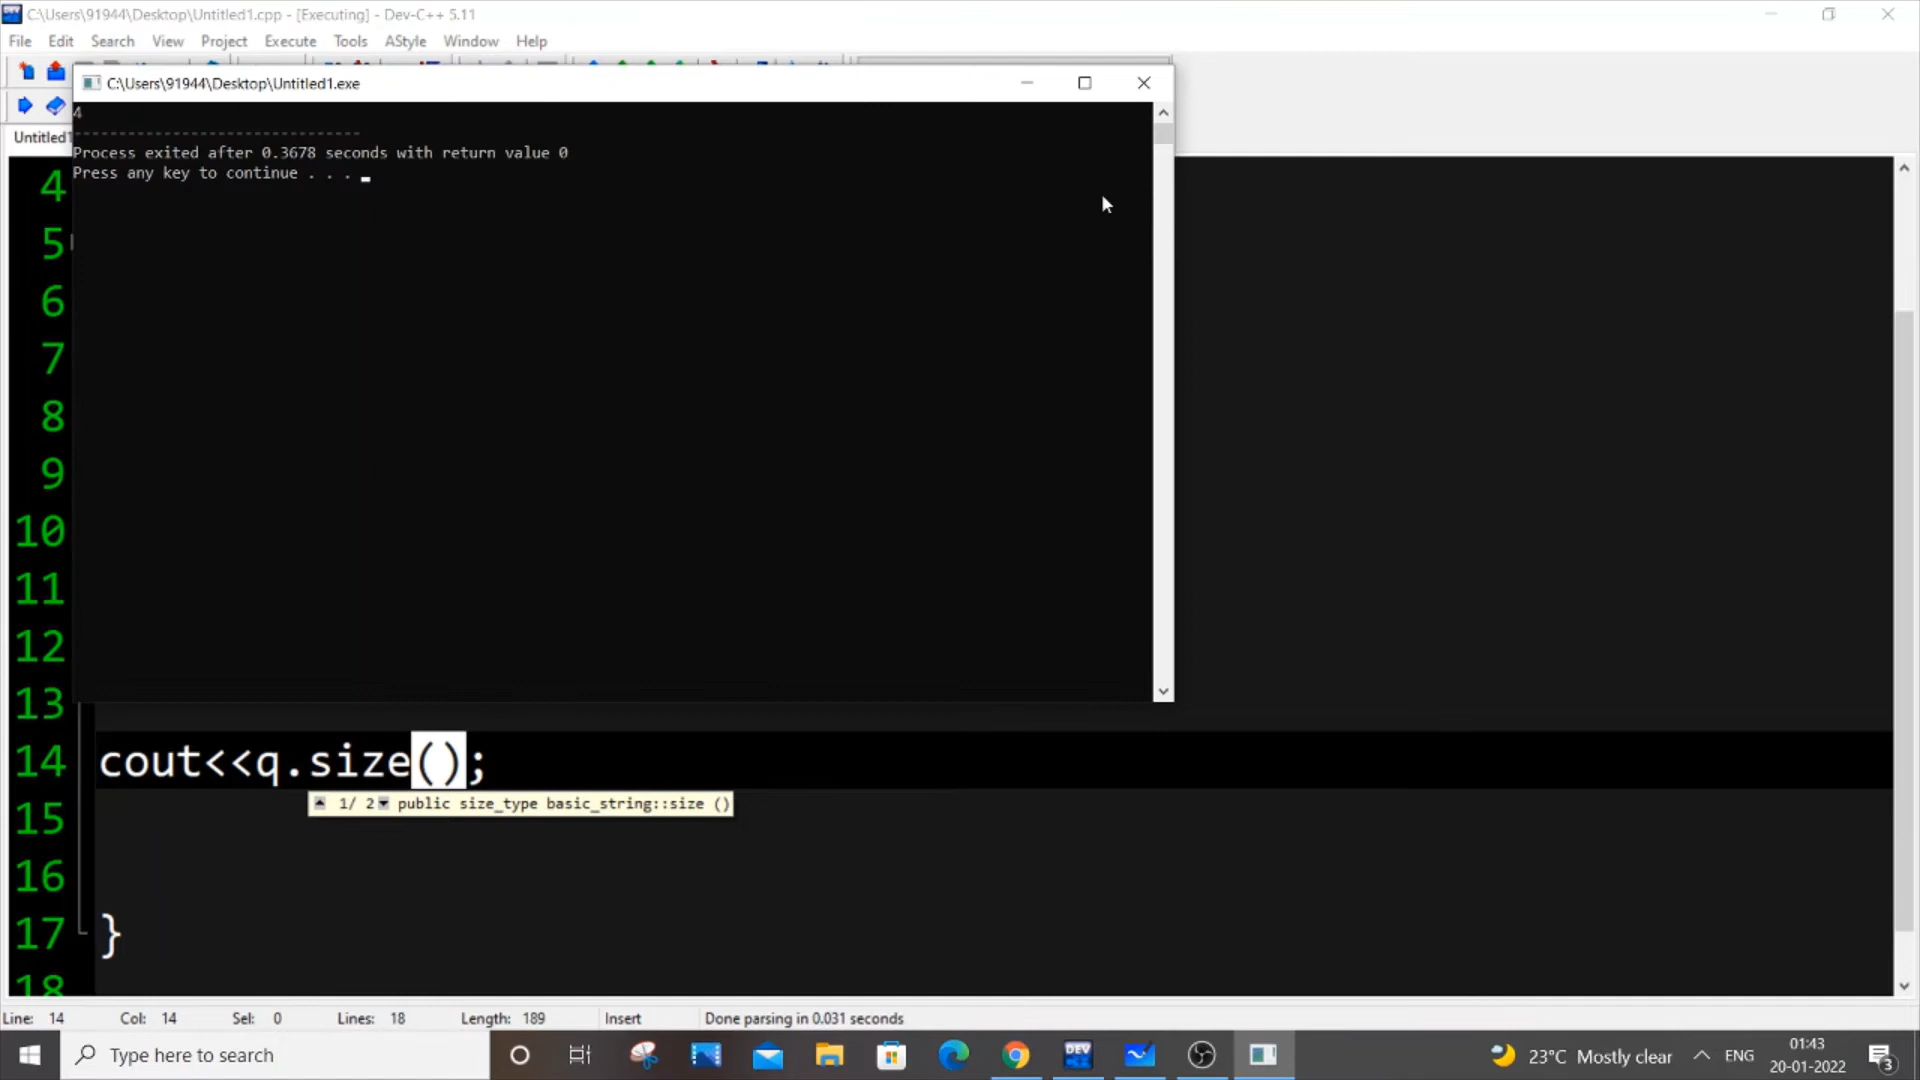 C:\Users\91944\Desktop\Untitled1.cpp - [Executing] - Dev-C++ 5.11
File Edit Search View Project Execute Tools AStyle Window Help
C:\Users\91944\Desktop\Untitled1.exe
4
--------------------------------
Untitled1
Process exited after 0.3678 seconds with return value 0
Press any key to continue . . .
4
5
6
7
8
9
10
11
12
13
14 cout<<q.size();
1/ 2 public size_type basic_string::size ()
15
16
17 }
18
Line: 14 Col: 14 Sel: 0 Lines: 18 Length: 189 Insert Done parsing in 0.031 seconds
Type here to search
DEV
23°C Mostly clear
ENG
01:43
20-01-2022
3